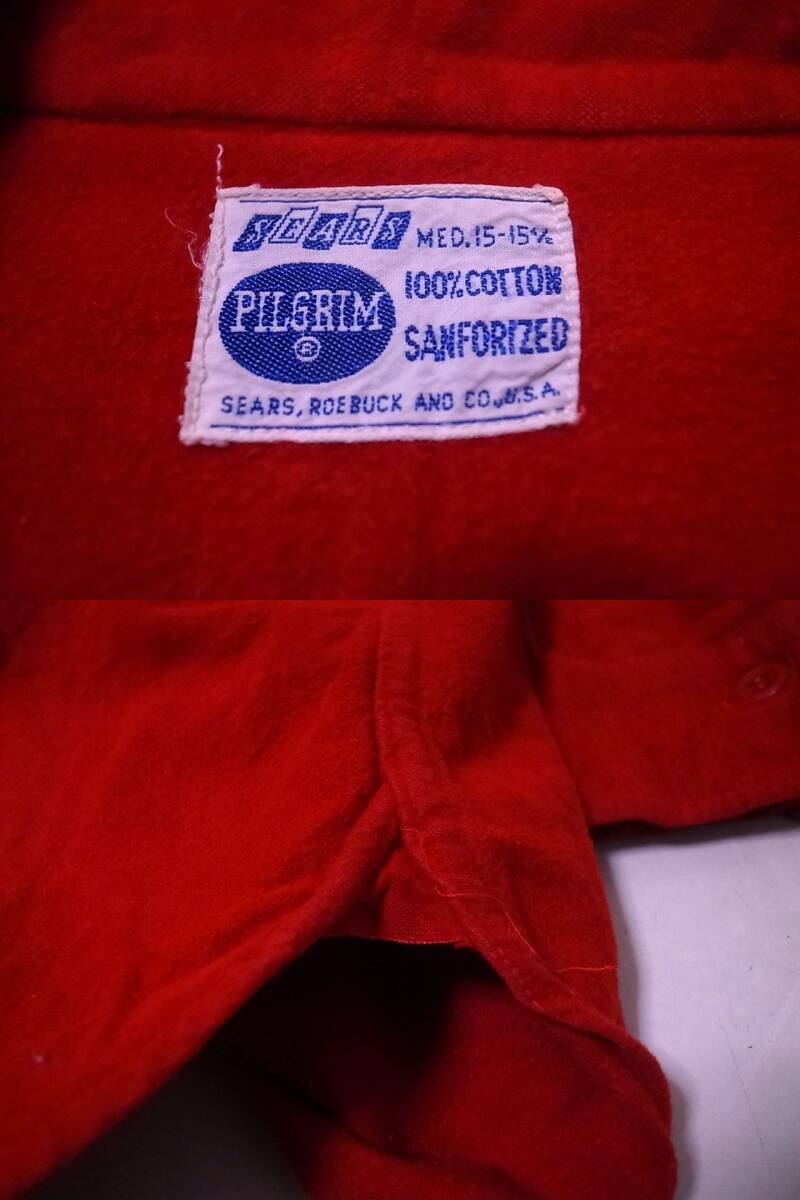 SEARS
MED. 15-15½
PILGRIM
®
100% COTTON
SANFORIZED
SEARS, ROEBUCK AND CO., U.S.A.